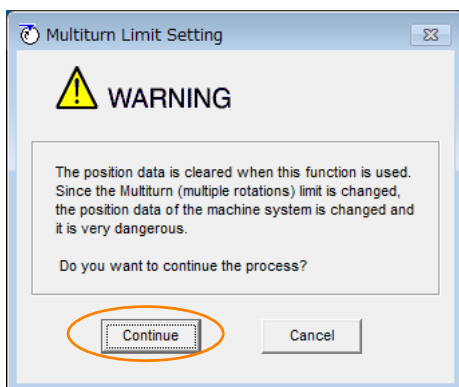 Multiturn Limit Setting
WARNING
The position data is cleared when this function is used.
Since the Multiturn (multiple rotations) limit is changed,
the position data of the machine system is changed and
it is very dangerous.
Do you want to continue the process?
Continue Cancel